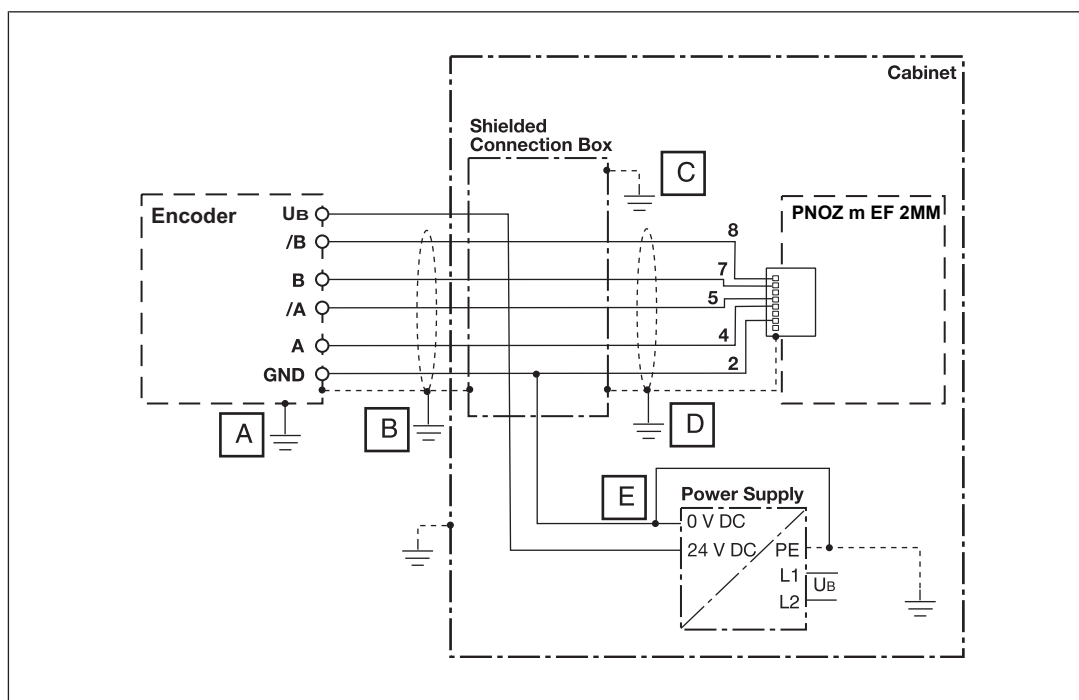 Cabinet
Shielded
Connection Box
C
Encoder
UB
PNOZ m EF 2MM
/B
8
B
7
/A
5
A
4
GND
2
A
B
D
E
Power Supply
0 V DC
24 V DC
PE
L1
UB
L2